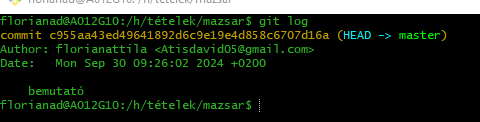 florianad@A012G10:/h/tételek/mazsar$ git log
commit c955aa43ed49641892d6c9e19e4d858c6707d16a (HEAD -> master)
Author: florianattila <Atisdavid05@gmail.com>
Date:   Mon Sep 30 09:26:02 2024 +0200
    bemutató
florianad@A012G10:/h/tételek/mazsar$